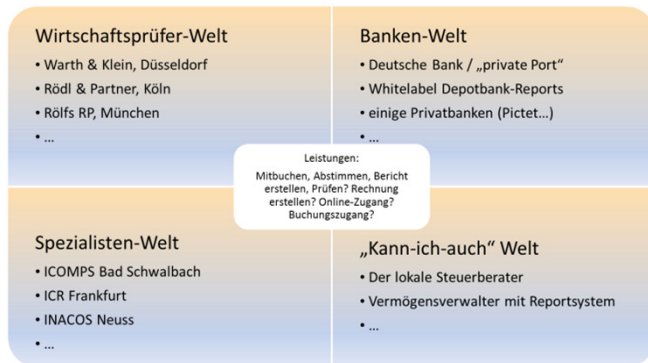 Wirtschaftsprüfer-Welt
• Warth & Klein, Düsseldorf
• Rödl & Partner, Köln
• Rölfs RP, München
• ...
Banken-Welt
• Deutsche Bank / „private Port“
• Whitelabel Depotbank-Reports
• einige Privatbanken (Pictet...)
• ...
Leistungen:
Mitbuchen, Abstimmen, Bericht
erstellen, Prüfen? Rechnung
erstellen? Online-Zugang?
Buchungszugang?
Spezialisten-Welt
• ICOMPS Bad Schwalbach
• ICR Frankfurt
• INACOS Neuss
• ...
„Kann-ich-auch“ Welt
• Der lokale Steuerberater
• Vermögensverwalter mit Reportsystem
• ...